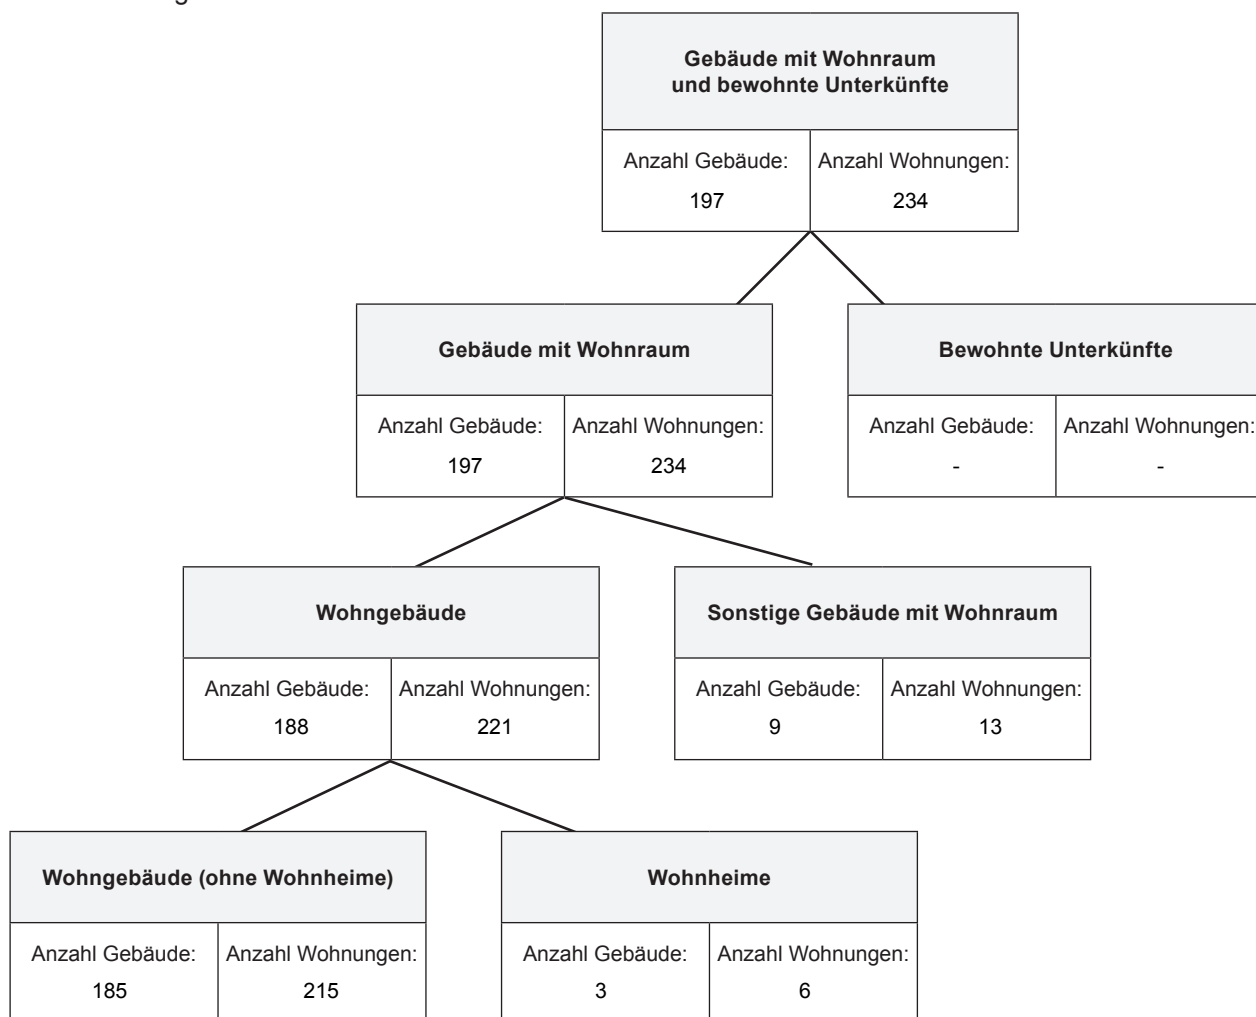 Gebäude mit Wohnraum
und bewohnte Unterkünfte
Anzahl Gebäude:
197
Anzahl Wohnungen:
234
Gebäude mit Wohnraum
Anzahl Gebäude:
197
Anzahl Wohnungen:
234
Bewohnte Unterkünfte
Anzahl Gebäude:
-
Anzahl Wohnungen:
-
Wohngebäude
Anzahl Gebäude:
188
Anzahl Wohnungen:
221
Sonstige Gebäude mit Wohnraum
Anzahl Gebäude:
9
Anzahl Wohnungen:
13
Wohngebäude (ohne Wohnheime)
Anzahl Gebäude:
185
Anzahl Wohnungen:
215
Wohnheime
Anzahl Gebäude:
3
Anzahl Wohnungen:
6